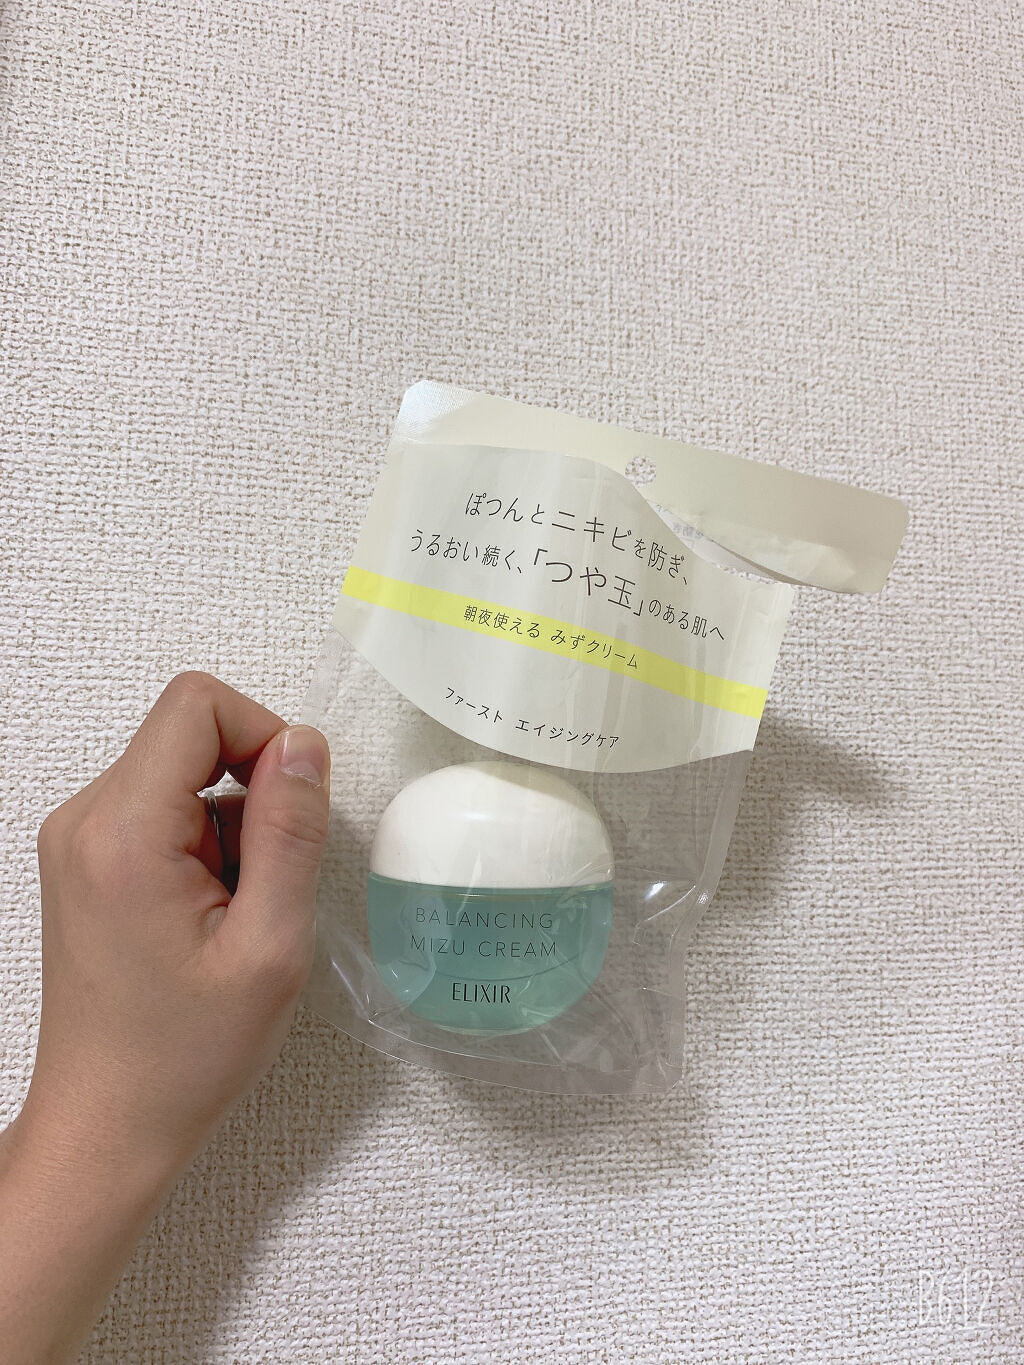 ぽつんとニキビを防ぎ、
うるおい続く、「つや玉」のある肌へ
朝夜使える みずクリーム
ファースト エイジングケア
BALANCING
MIZU CREAM
ELIXIR
B612